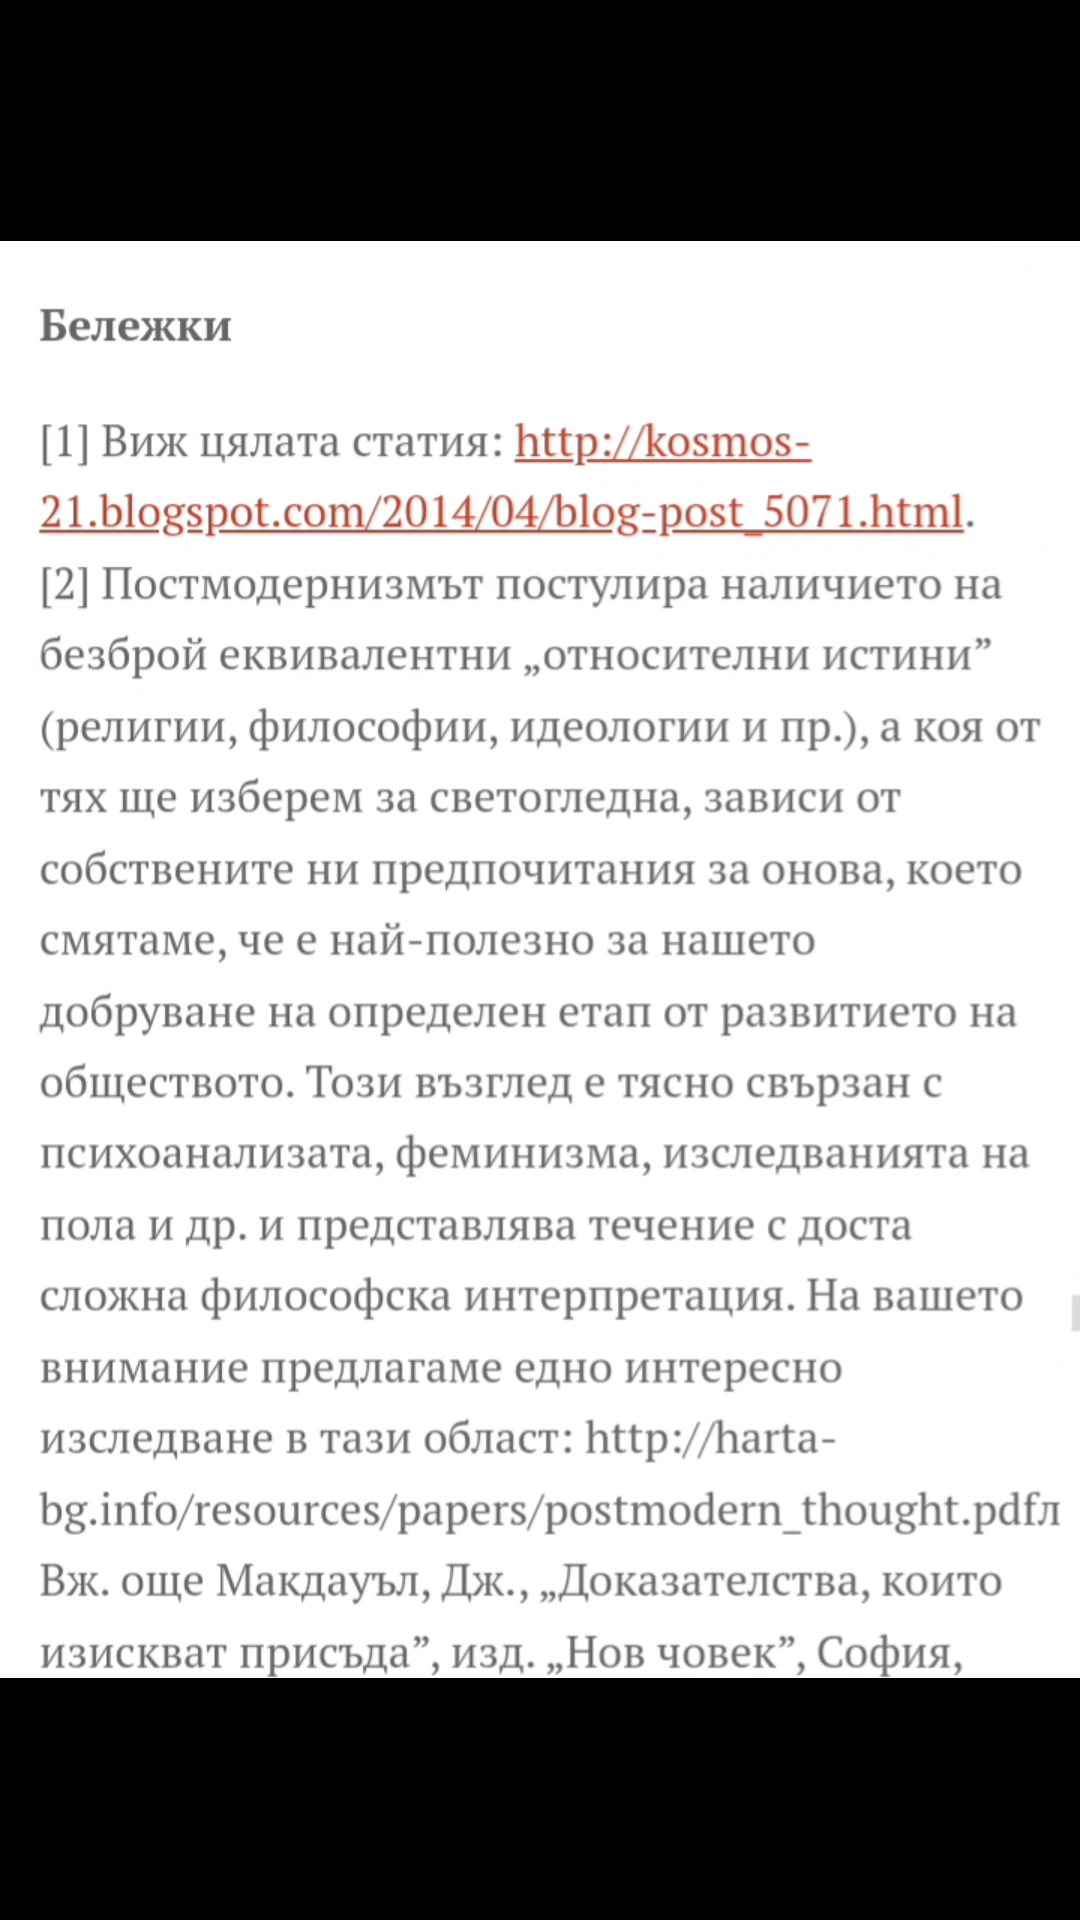 Бележки
[1] Виж цялата статия: http://kosmos-
21.blogspot.com/2014/04/blog-post_5071.html.
[2] Постмодернизмът постулира наличието на
безброй еквивалентни „относителни истини”
(религии, философии, идеологии и пр.), а коя от
тях ще изберем за светогледна, зависи от
собствените ни предпочитания за онова, което
смятаме, че е най-полезно за нашето
добруване на определен етап от развитието на
обществото. Този възглед е тясно свързан с
психоанализата, феминизма, изследванията на
пола и др. и представлява течение с доста
сложна философска интерпретация. На вашето
внимание предлагаме едно интересно
изследване в тази област: http://harta-
bg.info/resources/papers/postmodern_thought.pdfл
Вж. още Макдауъл, Дж., „Доказателства, които
изискват присъда”, изд. „Нов човек”, София,